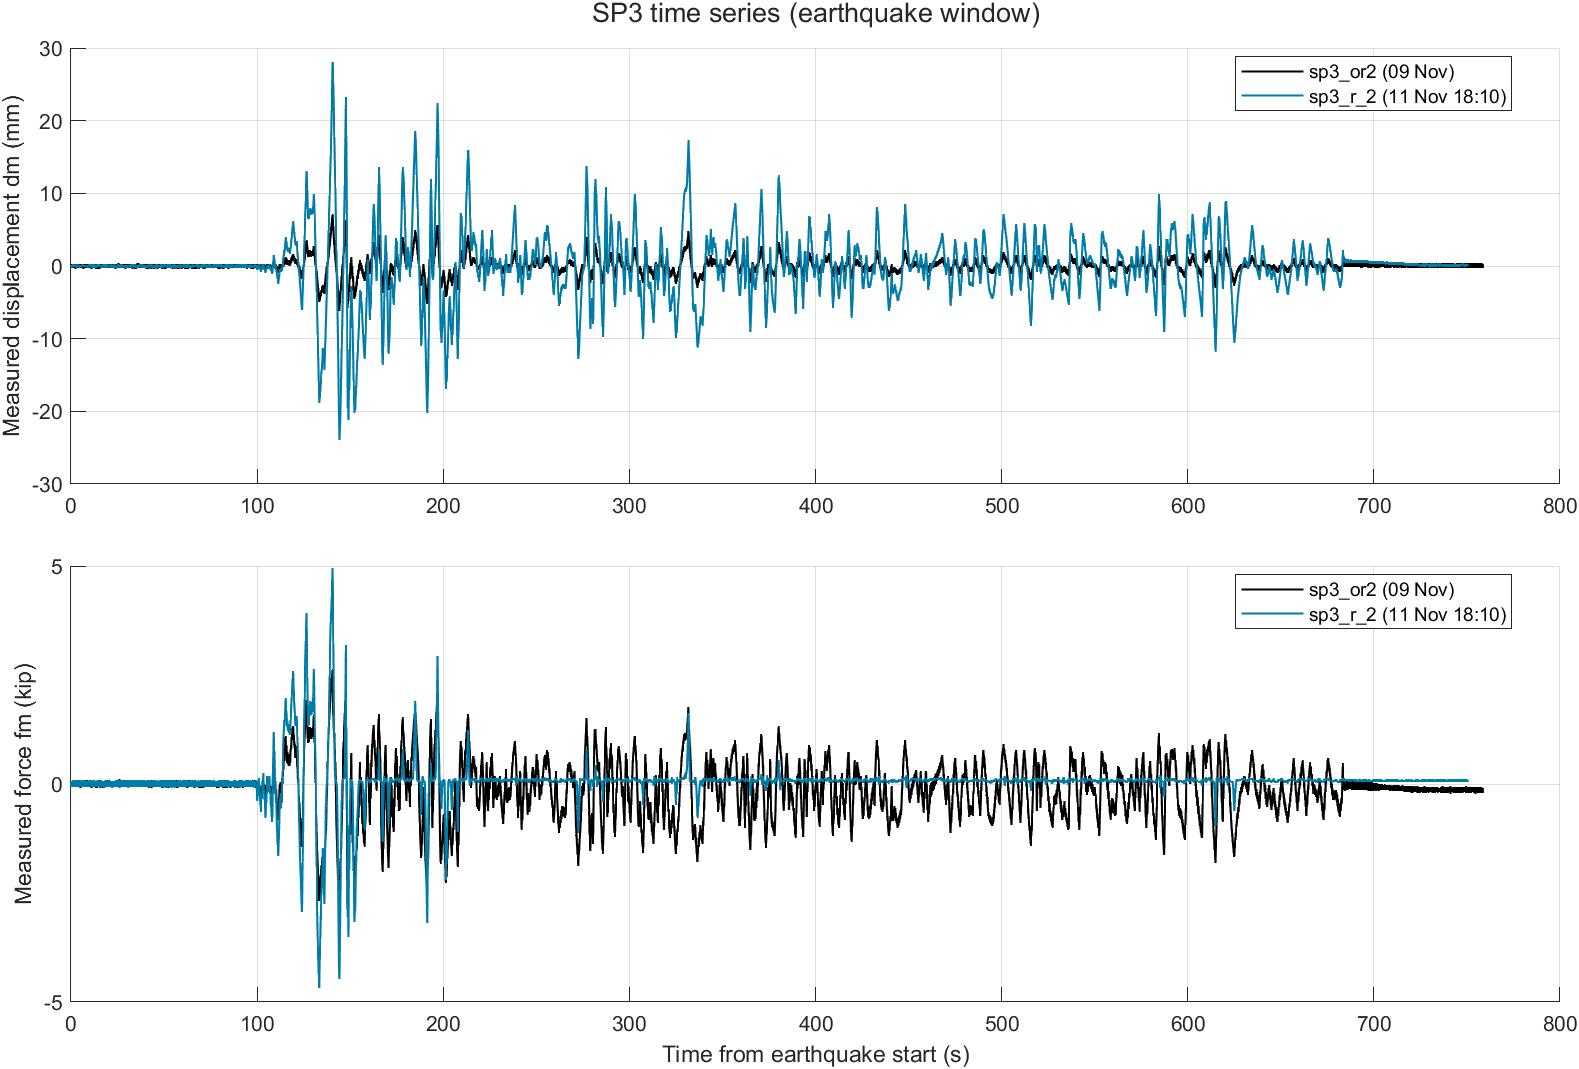 SP3 time series (earthquake window)
Measured displacement dm (mm)
30
20
10
0
-10
-20
-30
0 100 200 300 400 500 600 700 800
sp3_or2 (09 Nov)
sp3_r_2 (11 Nov 18:10)
Measured force fm (kip)
5
0
-5
0 100 200 300 400 500 600 700 800
sp3_or2 (09 Nov)
sp3_r_2 (11 Nov 18:10)
Time from earthquake start (s)